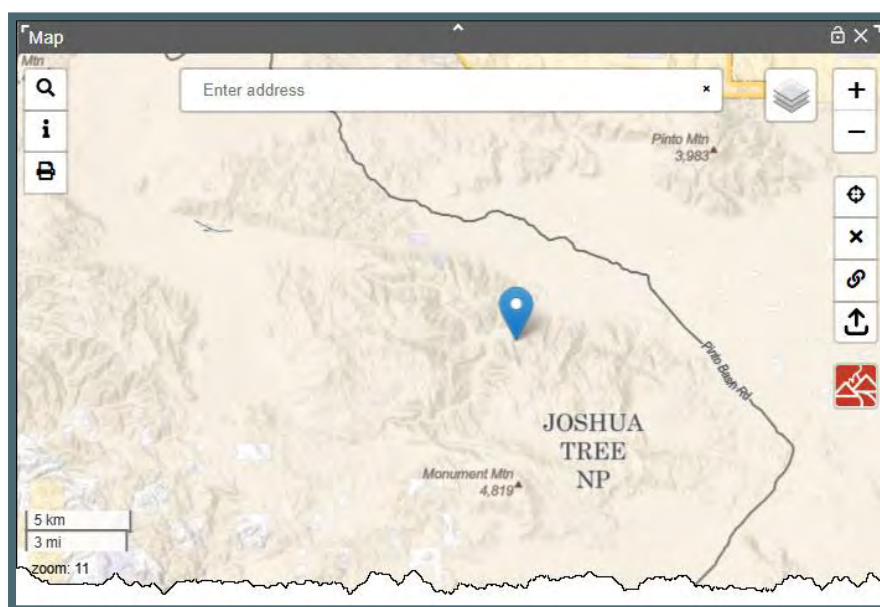 Map
Mtn
Enter address
Pinto Mtn
3,983
Pinto Basin Rd
JOSHUA
TREE
NP
Monument Mtn
4,819
5 km
3 mi
zoom: 11